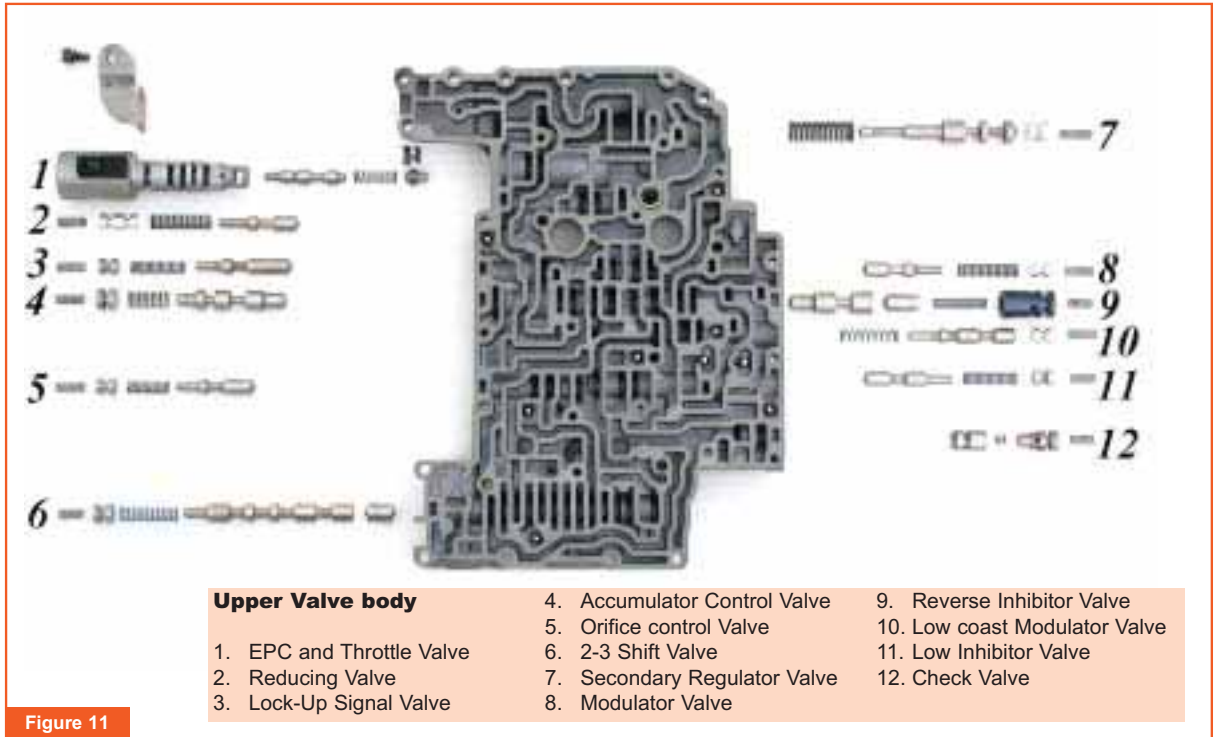 1
2
3
4
5
6
7
8
9
10
11
12
Upper Valve body
1. EPC and Throttle Valve
2. Reducing Valve
3. Lock-Up Signal Valve
4. Accumulator Control Valve
5. Orifice control Valve
6. 2-3 Shift Valve
7. Secondary Regulator Valve
8. Modulator Valve
9. Reverse Inhibitor Valve
10. Low coast Modulator Valve
11. Low Inhibitor Valve
12. Check Valve
Figure 11